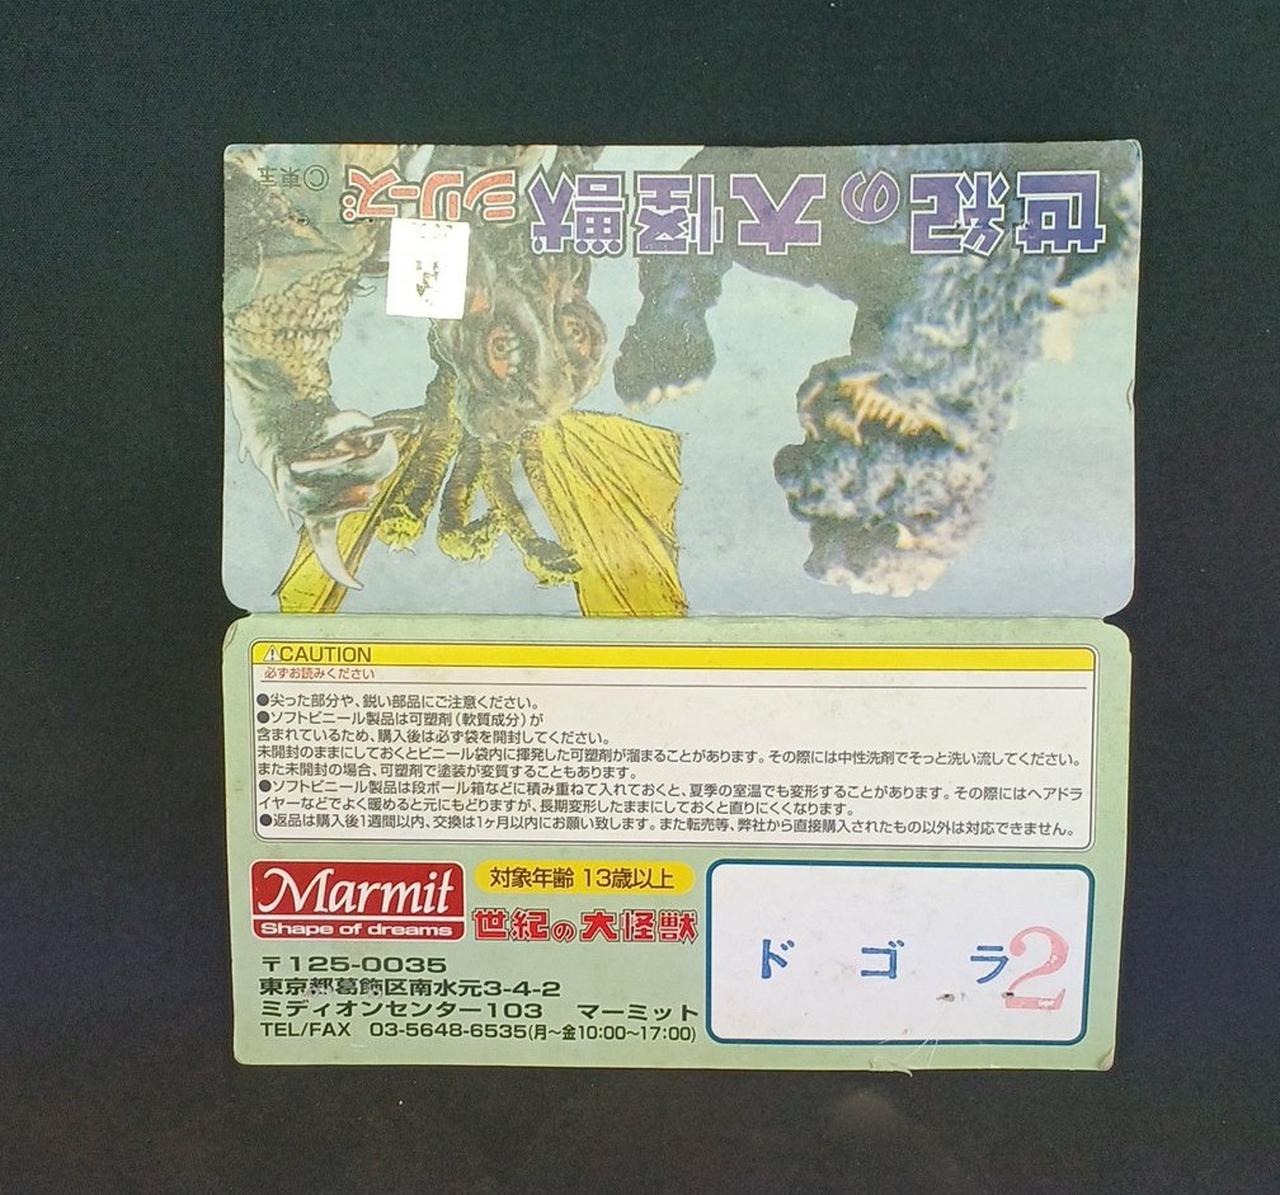 世紀の大怪獣シリーズ ©東宝
⚠CAUTION
必ずお読みください
●尖った部分や、鋭い部品にご注意ください。
●ソフトビニール製品は可塑剤(軟質成分)が
含まれているため、購入後は必ず袋を開封してください。
未開封のままにしておくとビニール袋内に揮発した可塑剤が溜まることがあります。その際には中性洗剤でそっと洗い流してください。
また未開封の場合、可塑剤で塗装が変質することもあります。
●ソフトビニール製品は段ボール箱などに積み重ねて入れておくと、夏季の室温でも変形することがあります。その際にはヘアドラ
イヤーなどでよく暖めると元にもどりますが、長期変形したままにしておくと直りにくくなります。
●返品は購入後1週間以内、交換は1ヶ月以内にお願い致します。また転売等、弊社から直接購入されたもの以外は対応できません。
Marmit
Shape of dreams
対象年齢 13歳以上
世紀の大怪獣
〒125-0035
東京都葛飾区南水元3-4-2
ミディオンセンター103 マーミット
TEL/FAX 03-5648-6535(月～金10:00～17:00)
ドゴラ2